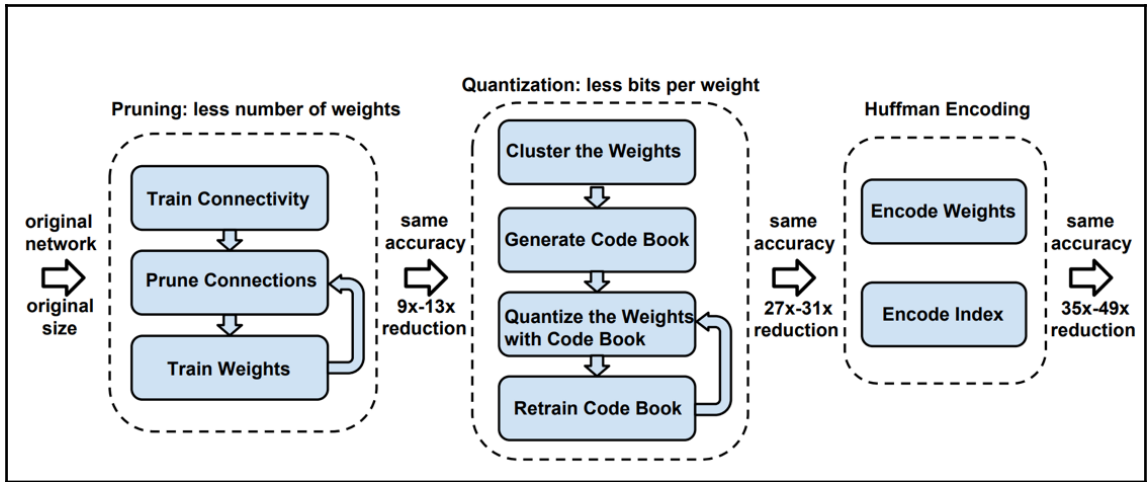 Pruning: less number of weights
Train Connectivity
Prune Connections
Train Weights
original
network
original
size
same
accuracy
9x-13x
reduction
Quantization: less bits per weight
Cluster the Weights
Generate Code Book
Quantize the Weights
with Code Book
Retrain Code Book
same
accuracy
27x-31x
reduction
Huffman Encoding
Encode Weights
Encode Index
same
accuracy
35x-49x
reduction